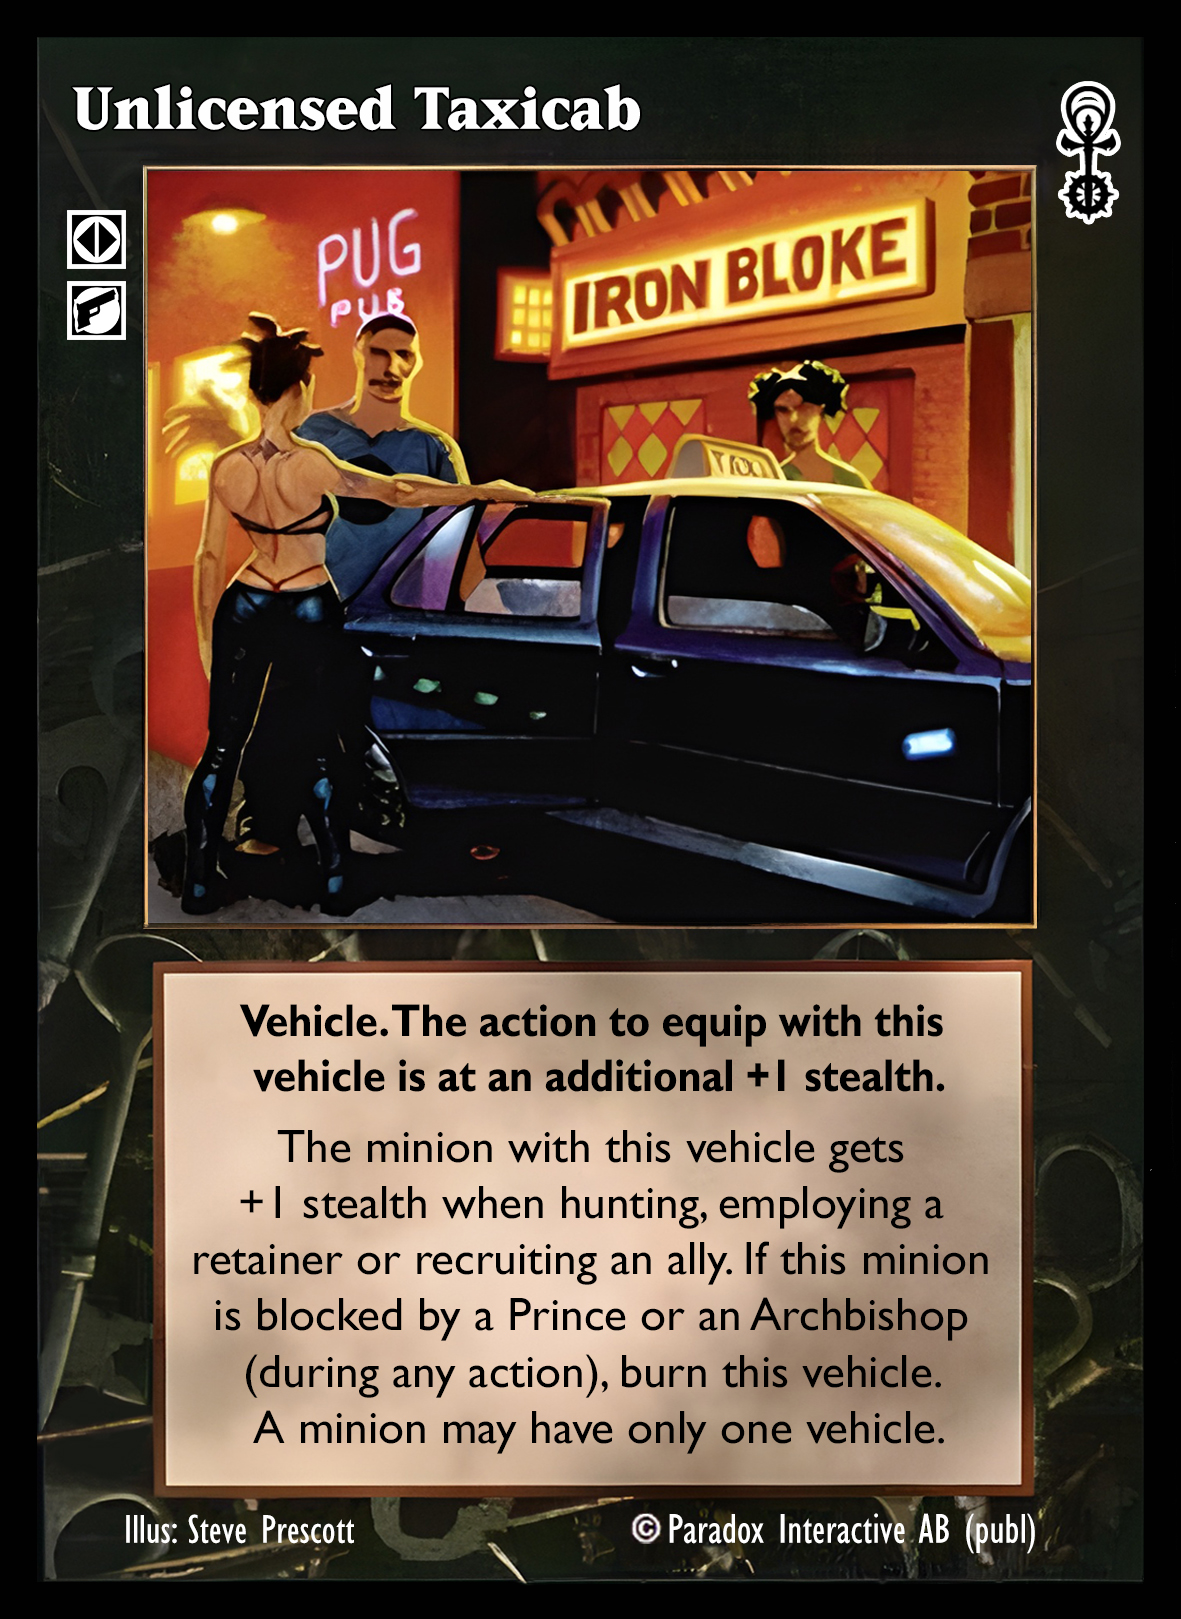 Unlicensed Taxicab
PUG
PUB
IRON BLOKE
Vehicle. The action to equip with this
vehicle is at an additional +1 stealth.
The minion with this vehicle gets
+1 stealth when hunting, employing a
retainer or recruiting an ally. If this minion
is blocked by a Prince or an Archbishop
(during any action), burn this vehicle.
A minion may have only one vehicle.
Illus: Steve Prescott
© Paradox Interactive AB (publ)